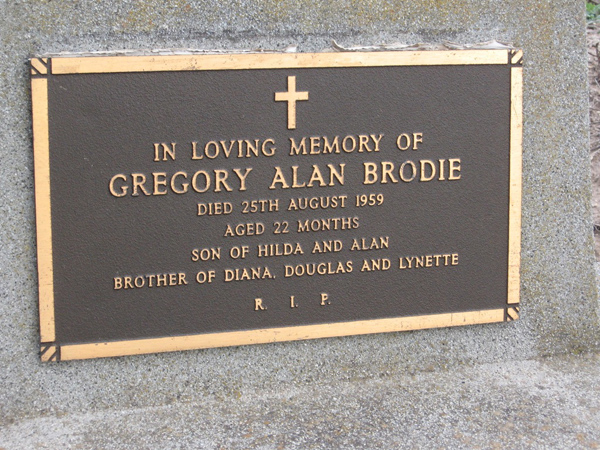 IN LOVING MEMORY OF
GREGORY ALAN BRODIE
DIED 25TH AUGUST 1959
AGED 22 MONTHS
SON OF HILDA AND ALAN
BROTHER OF DIANA, DOUGLAS AND LYNETTE
R. I. P.